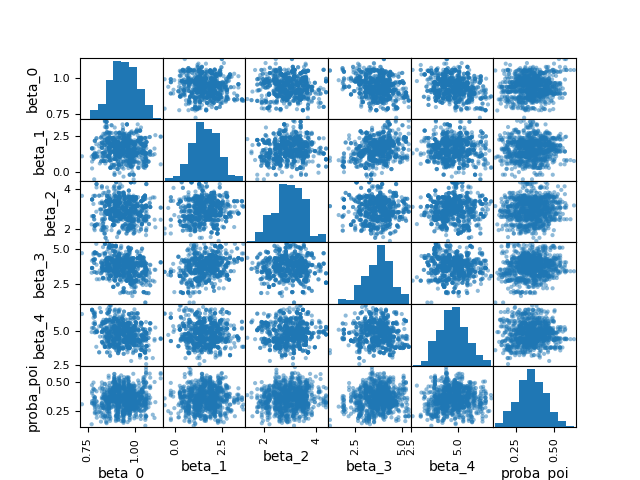 beta_0
1.0
0.75
beta_1
2.5
0.0
beta_2
4
2
beta_3
5.0
2.5
beta_4
5.0
2.5
proba_poi
0.50
0.25
0.75 1.00 0.0 2.5 2 4 2.5 5.0 2.5 5.0 0.25 0.50
beta_0 beta_1 beta_2 beta_3 beta_4 proba_poi